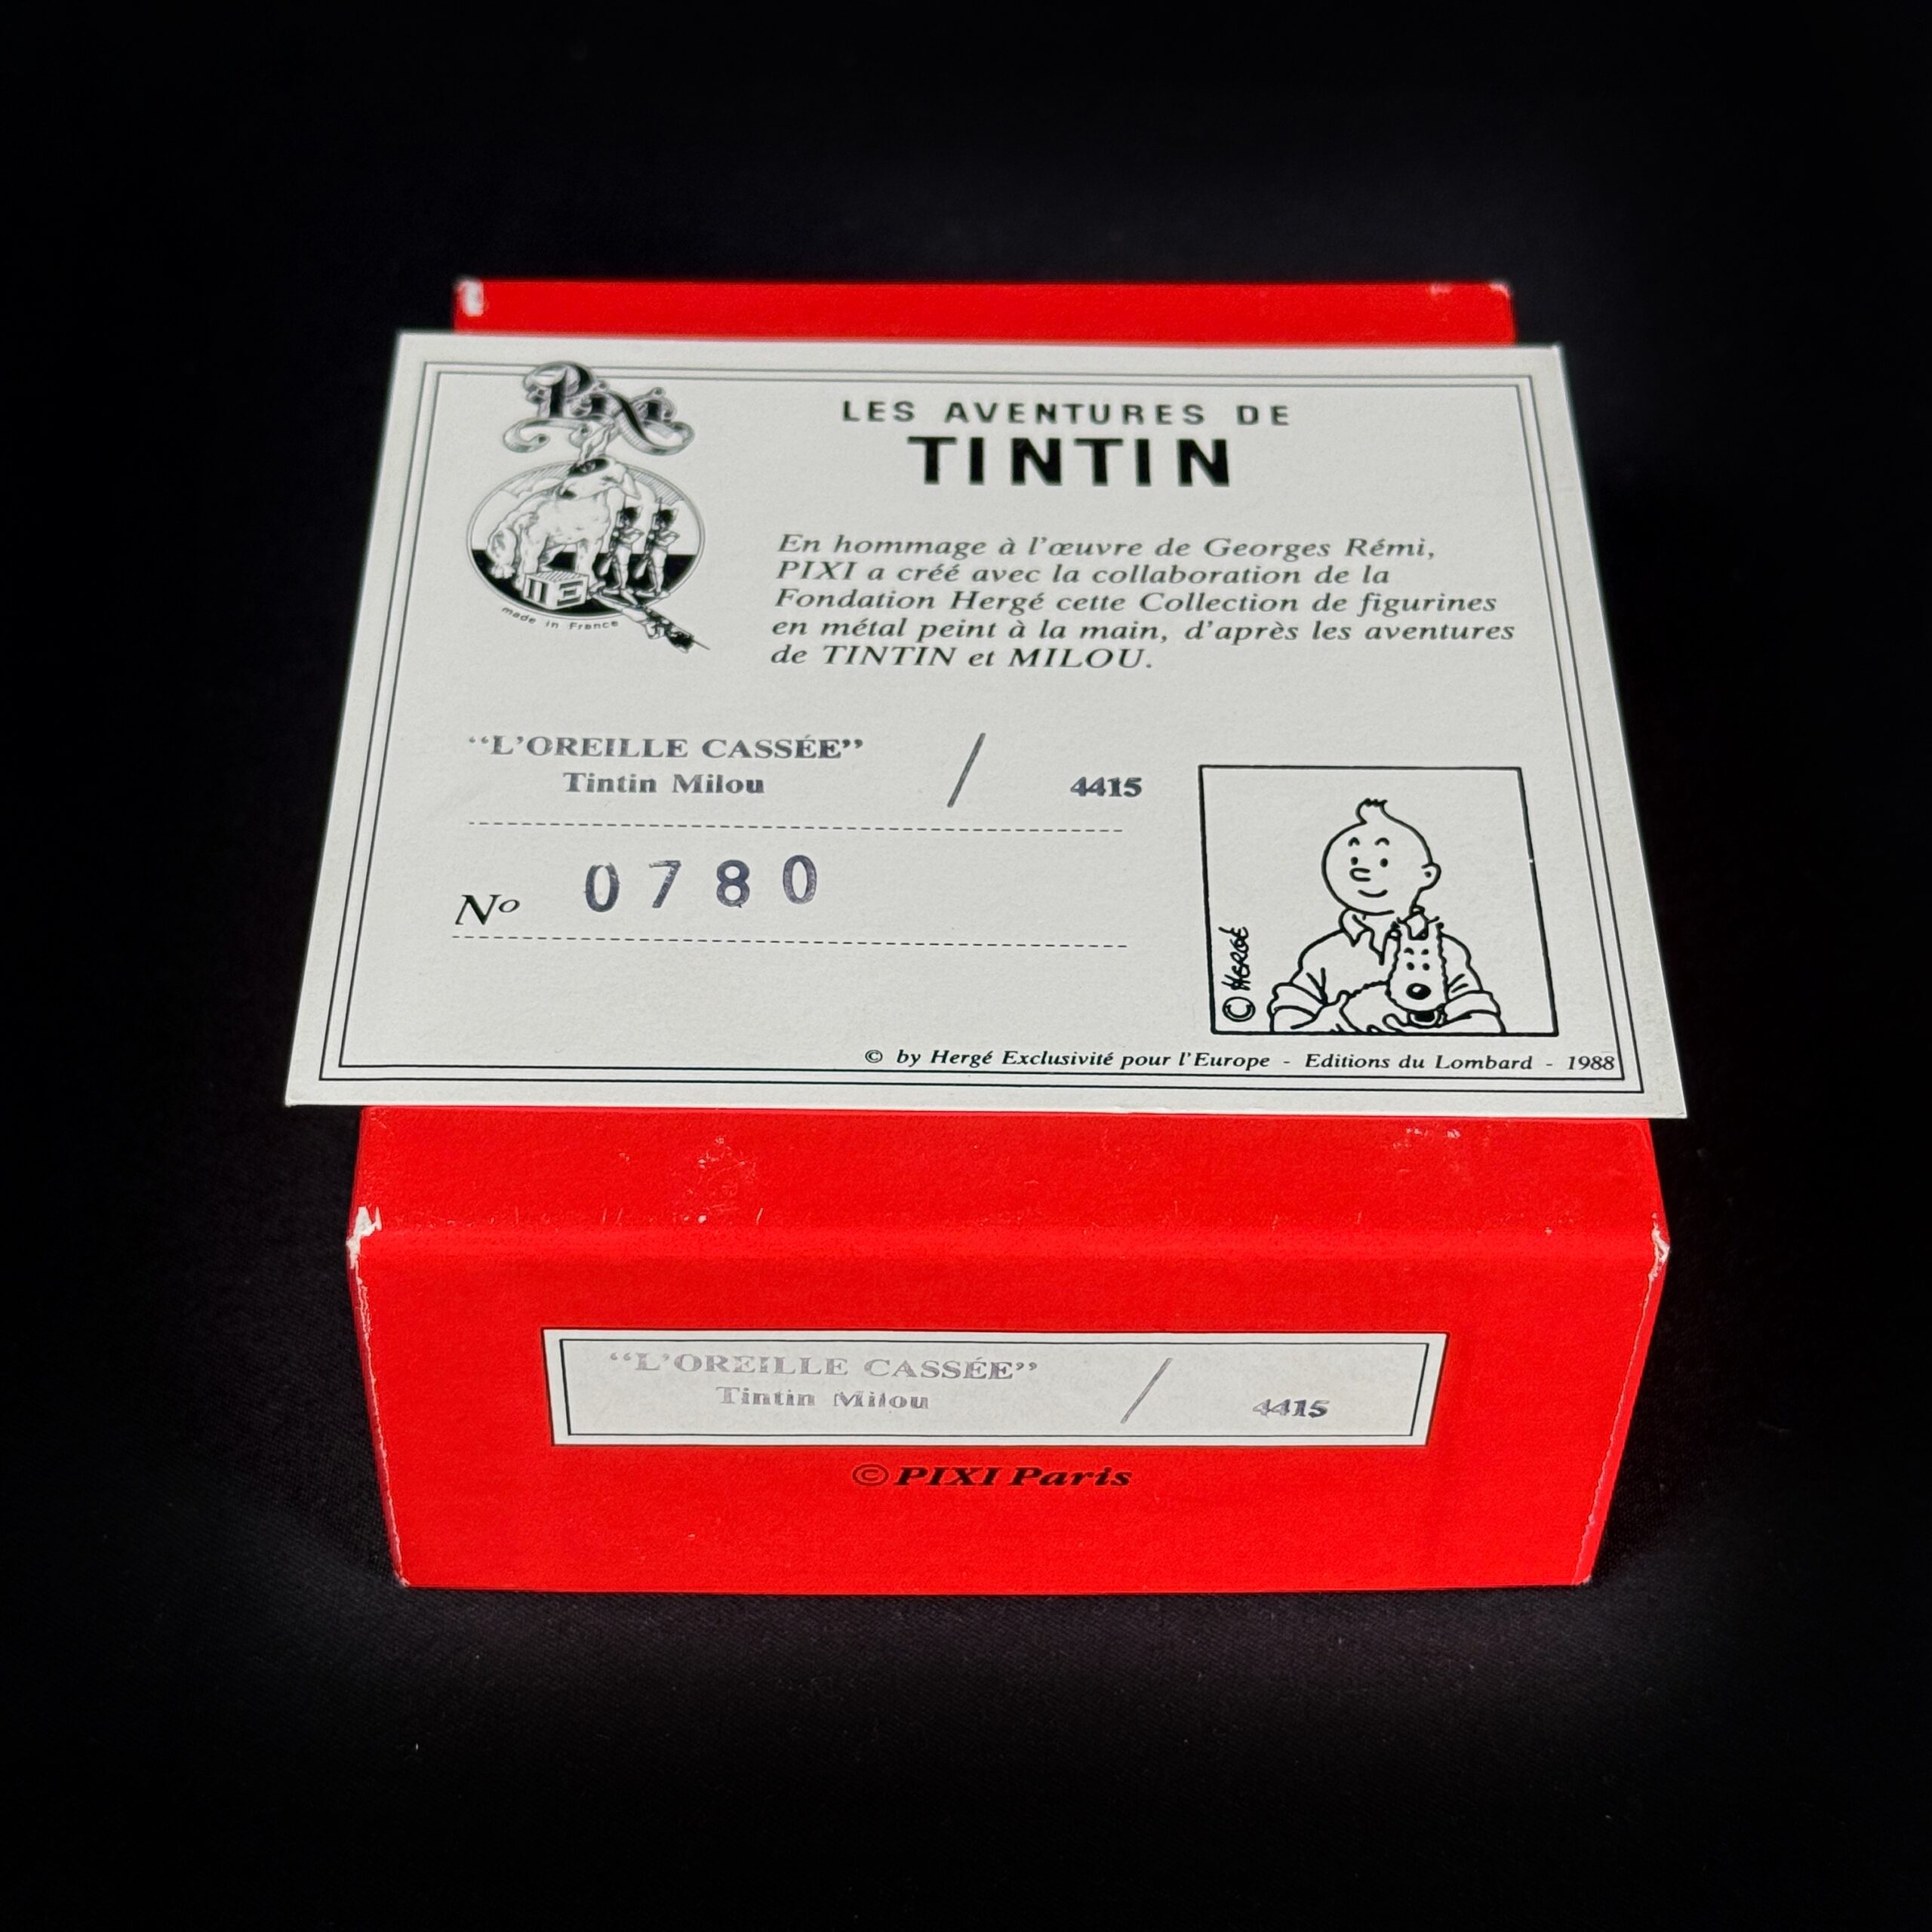 Pixi
LES AVENTURES DE
TINTIN
En hommage à l'œuvre de Georges Rémi,
PIXI a créé avec la collaboration de la
Fondation Hergé cette Collection de figurines
en métal peint à la main, d'après les aventures
de TINTIN et MILOU.
made in France
“L'OREILLE CASSÉE” / 4415
Tintin Milou
Nº 0780
© HERGÉ
© by Hergé Exclusivité pour l'Europe - Editions du Lombard - 1988
“L'OREILLE CASSÉE” / 4415
Tintin Milou
© PIXI Paris